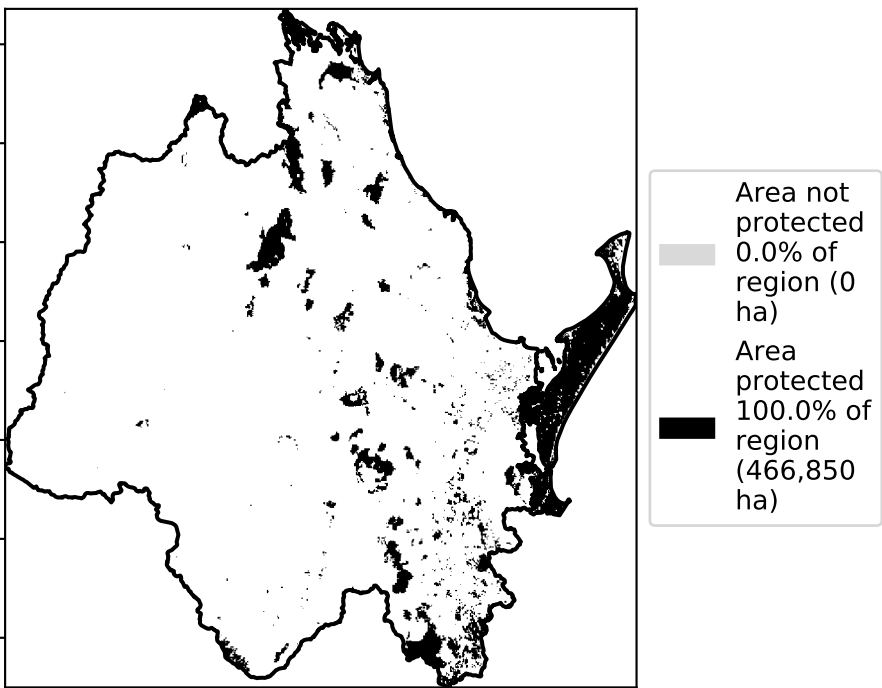 Area not
protected
0.0% of
region (0
ha)
Area
protected
100.0% of
region
(466,850
ha)